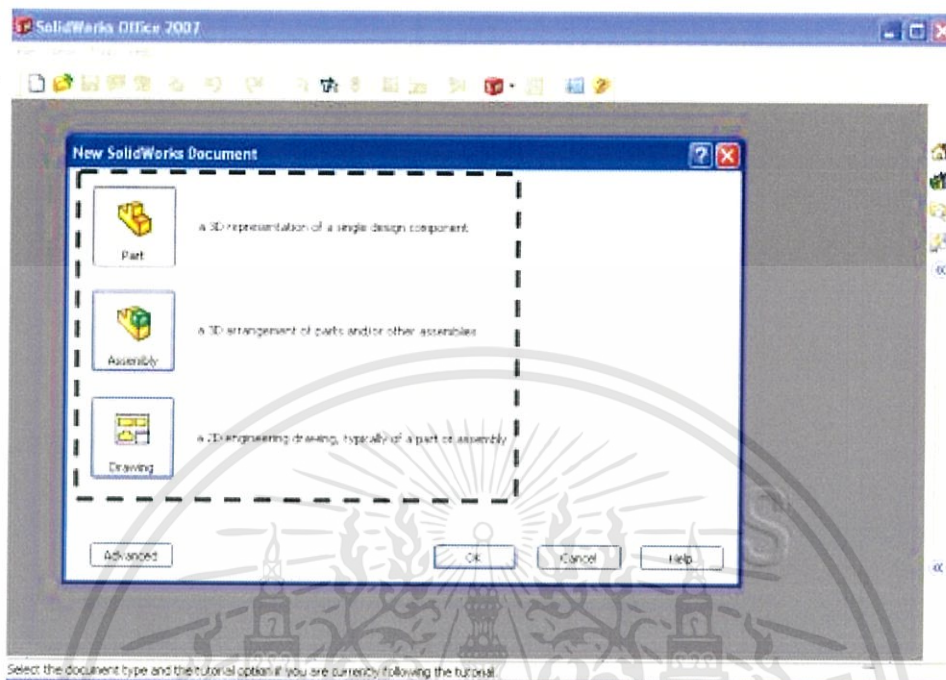 SolidWorks Office 2007
New SolidWorks Document
a 3D representation of a single design component
Part
a 3D arrangement of parts and/or other assemblies
Assembly
a 2D engineering drawing, typically of a part or assembly
Drawing
Advanced
OK
Cancel
Help
Select the document type and the tutorial option if you are currently following the tutorial.